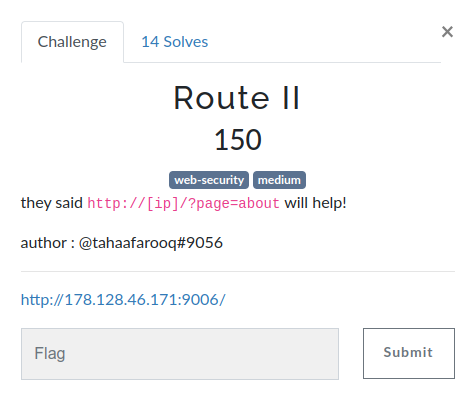 Challenge
14 Solves
×
Route II
150
web-security medium
they said http://[ip]/?page=about will help!
author : @tahaafarooq#9056
http://178.128.46.171:9006/
Flag
Submit